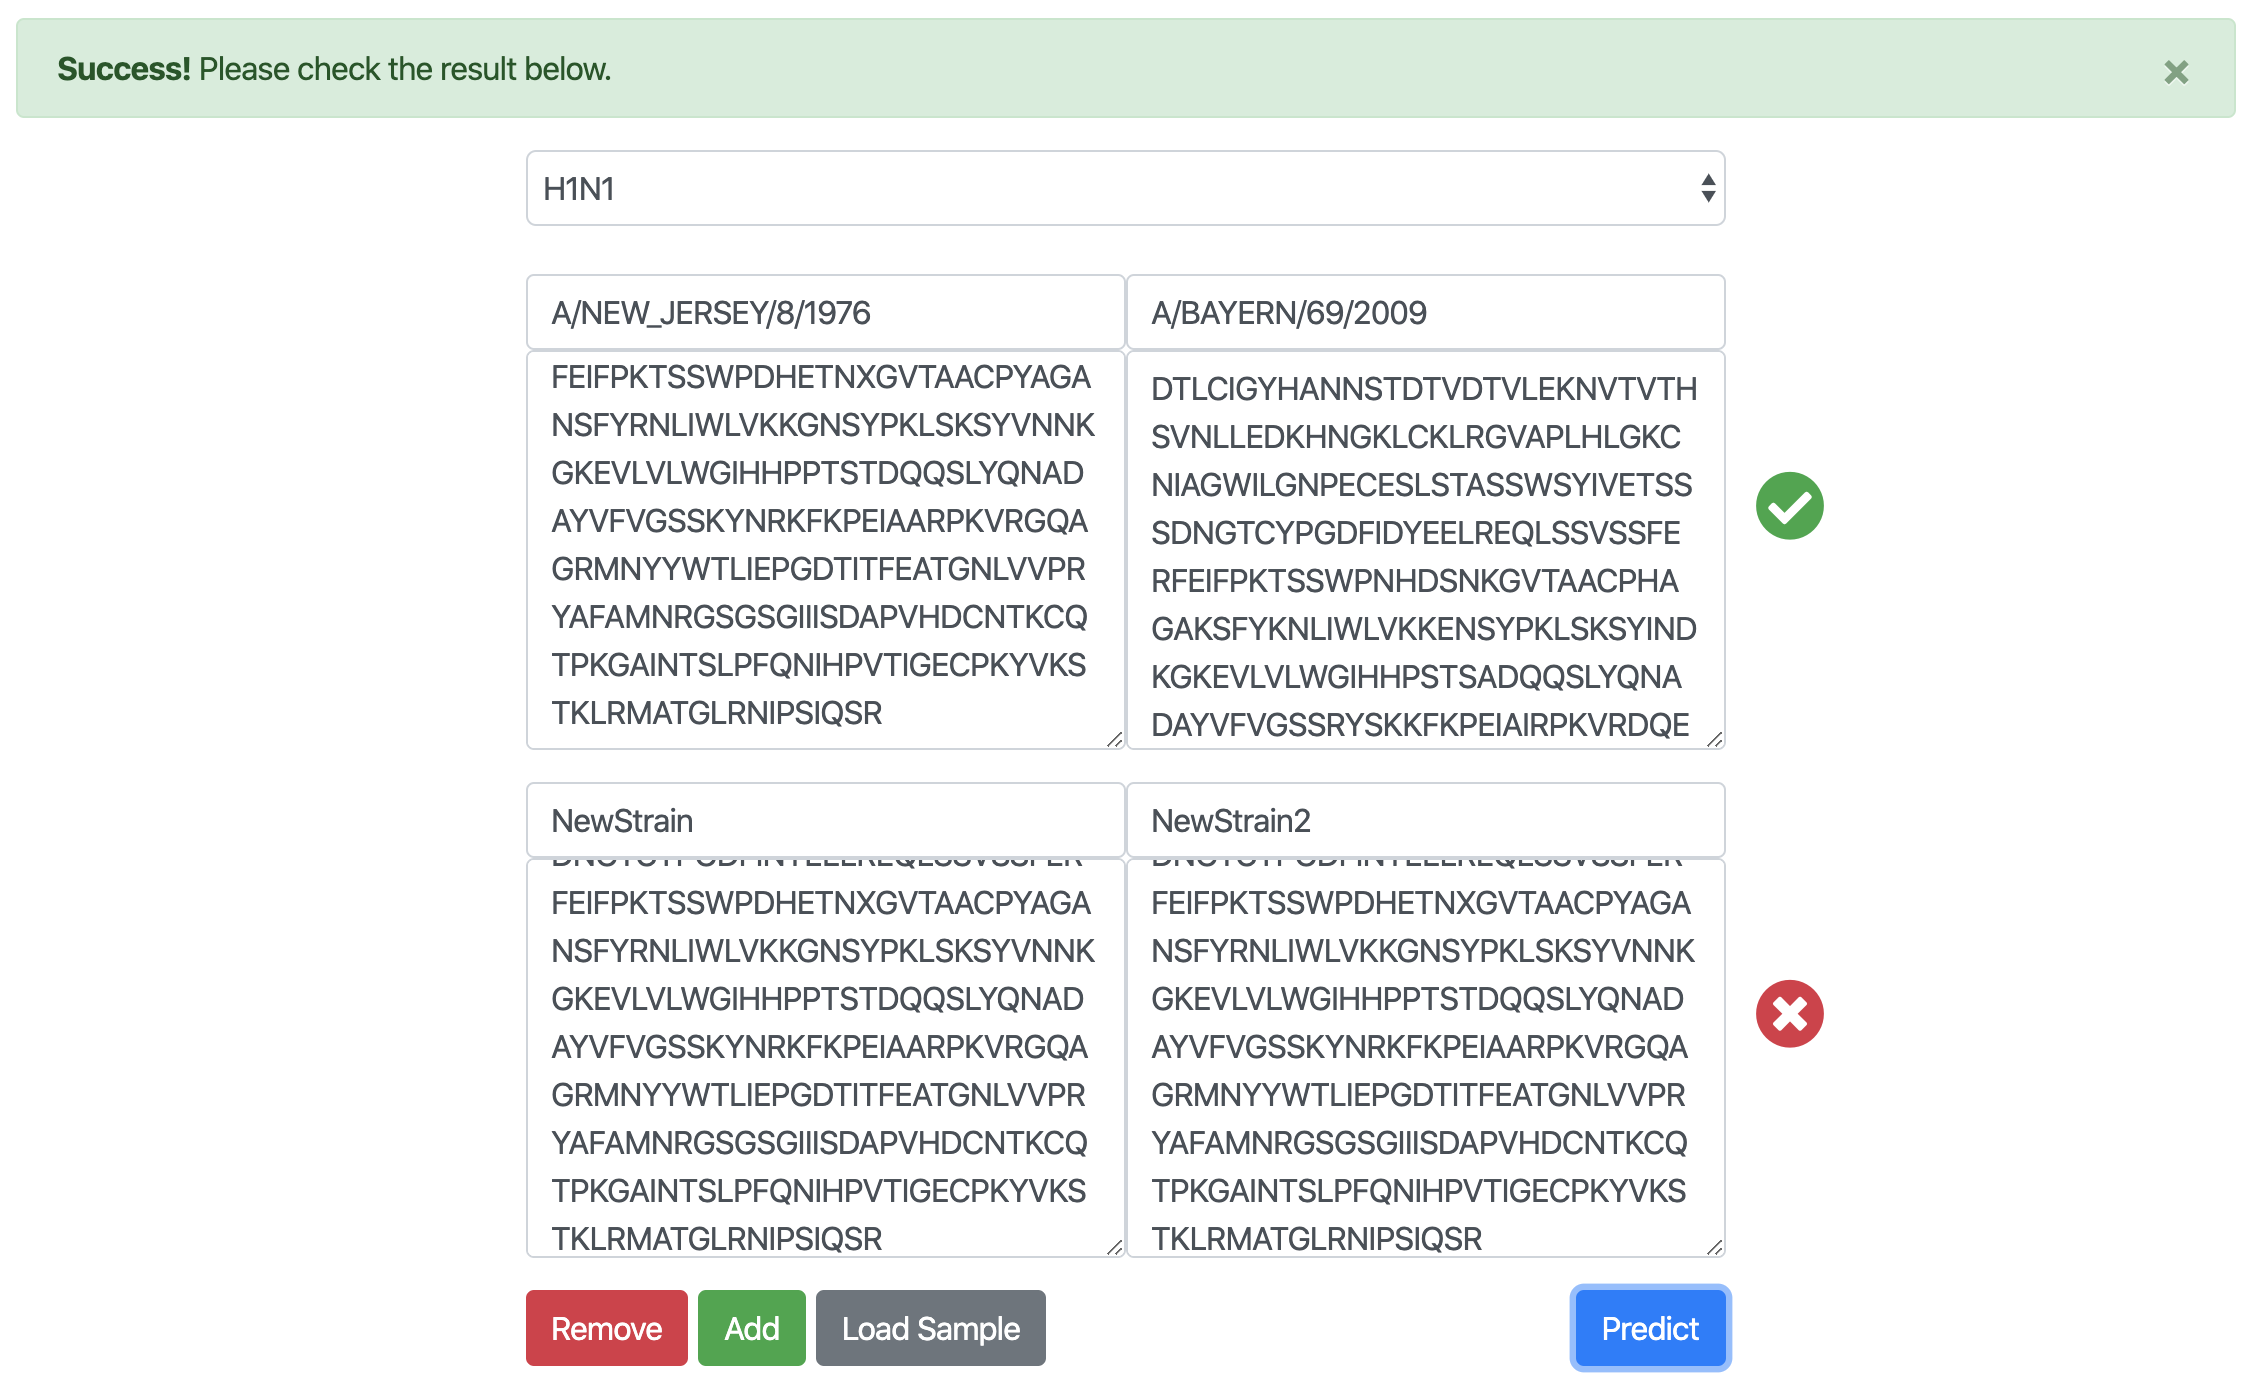 Success! Please check the result below.
H1N1
A/NEW_JERSEY/8/1976
FEIFPKTSSWPDHETNXGVTAACPYAGA
NSFYRNLIWLVKKGNSYPKLSKSYVNNK
GKEVLVLWGIHHPPTSTDQQSLYQNAD
AYVFVGSSKYNRKFKPEIAARPKVRGQA
GRMNYYWTLIEPGDTITFEATGNLVVPR
YAFAMNRGSGSGIIISDAPVHDCNTKCQ
TPKGAINTSLPFQNIHPVTIGECPKYVKS
TKLRMATGLRNIPSIQSR
A/BAYERN/69/2009
DTLCIGYHANNSTDTVDTVLEKNVTVTH
SVNLLEDKHNGKLCKLRGVAPLHLGKC
NIAGWILGNPECESLSTASSWSYIVETSS
SDNGTCYPGDFIDYEELREQLSSVSSFE
RFEIFPKTSSWPNHDSNKGVTAACPHA
GAKSFYKNLIWLVKKENSYPKLSKSYIND
KGKEVLVLWGIHHPSTSADQQSLYQNA
DAYVFVGSSRYSKKFKPEIAIRPKVRDQE
NewStrain
FEIFPKTSSWPDHETNXGVTAACPYAGA
NSFYRNLIWLVKKGNSYPKLSKSYVNNK
GKEVLVLWGIHHPPTSTDQQSLYQNAD
AYVFVGSSKYNRKFKPEIAARPKVRGQA
GRMNYYWTLIEPGDTITFEATGNLVVPR
YAFAMNRGSGSGIIISDAPVHDCNTKCQ
TPKGAINTSLPFQNIHPVTIGECPKYVKS
TKLRMATGLRNIPSIQSR
NewStrain2
FEIFPKTSSWPDHETNXGVTAACPYAGA
NSFYRNLIWLVKKGNSYPKLSKSYVNNK
GKEVLVLWGIHHPPTSTDQQSLYQNAD
AYVFVGSSKYNRKFKPEIAARPKVRGQA
GRMNYYWTLIEPGDTITFEATGNLVVPR
YAFAMNRGSGSGIIISDAPVHDCNTKCQ
TPKGAINTSLPFQNIHPVTIGECPKYVKS
TKLRMATGLRNIPSIQSR
Remove
Add
Load Sample
Predict